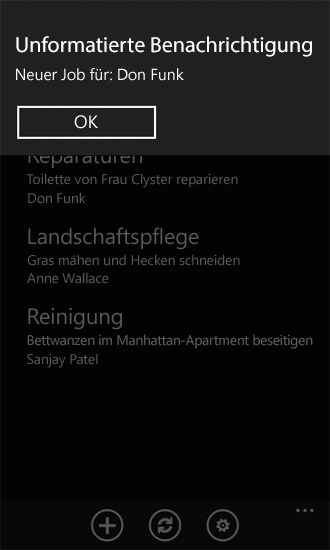 Unformatierte Benachrichtigung
Neuer Job für: Don Funk
OK
Reparaturen
Toilette von Frau Clyster reparieren
Don Funk
Landschaftspflege
Gras mähen und Hecken schneiden
Anne Wallace
Reinigung
Bettwanzen im Manhattan-Apartment beseitigen
Sanjay Patel